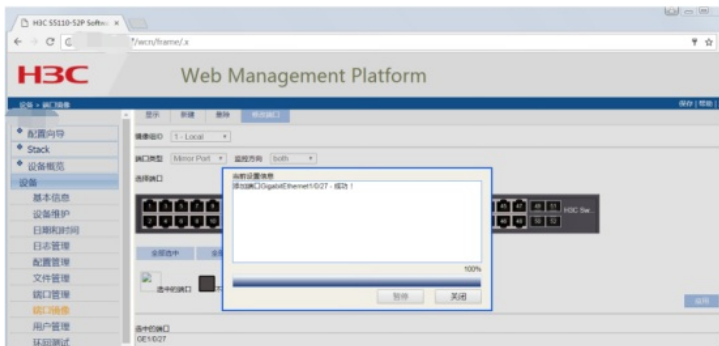 H3C S5110-52P Softw
/wcn/frame/.x
H3C
Web Management Platform
设备 > 端口镜像
保存 | 帮助 |
显示 新建 删除 修改端口
镜像组ID 1 - Local
端口类型 Mirror Port 监控方向 both
选择端口
配置向导
Stack
设备概览
设备
基本信息
设备维护
日期和时间
日志管理
配置管理
文件管理
端口管理
端口镜像
用户管理
环回测试
当前设置信息
添加端口GigabitEthernet1/0/27 - 成功！
100%
暂停 关闭
H3C Sw...
全部选中
选中的端口
应用
选中的端口
GE1/0/27